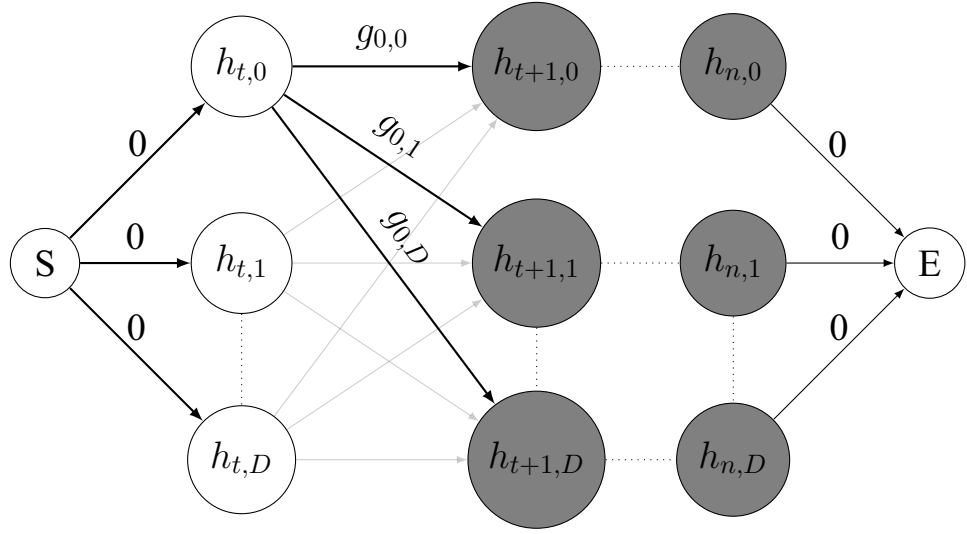 g_{0,0}
h_{t,0}
h_{t+1,0}
h_{n,0}
0
g_{0,1}
0
g_{0,D}
0
0
S
h_{t,1}
h_{t+1,1}
h_{n,1}
E
0
0
h_{t,D}
h_{t+1,D}
h_{n,D}